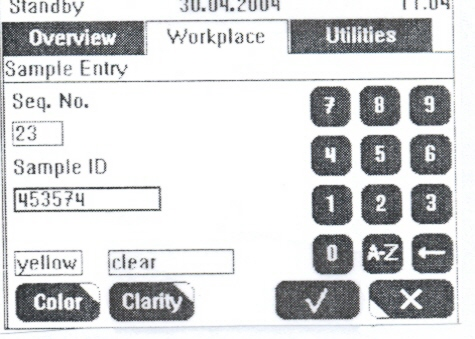 Standby 30.04.2004 11:04
Overview Workplace Utilities
Sample Entry
Seq. No.
23
Sample ID
453574
7 8 9
4 5 6
1 2 3
0 A-Z ←
yellow clear
Color Clarity √ X